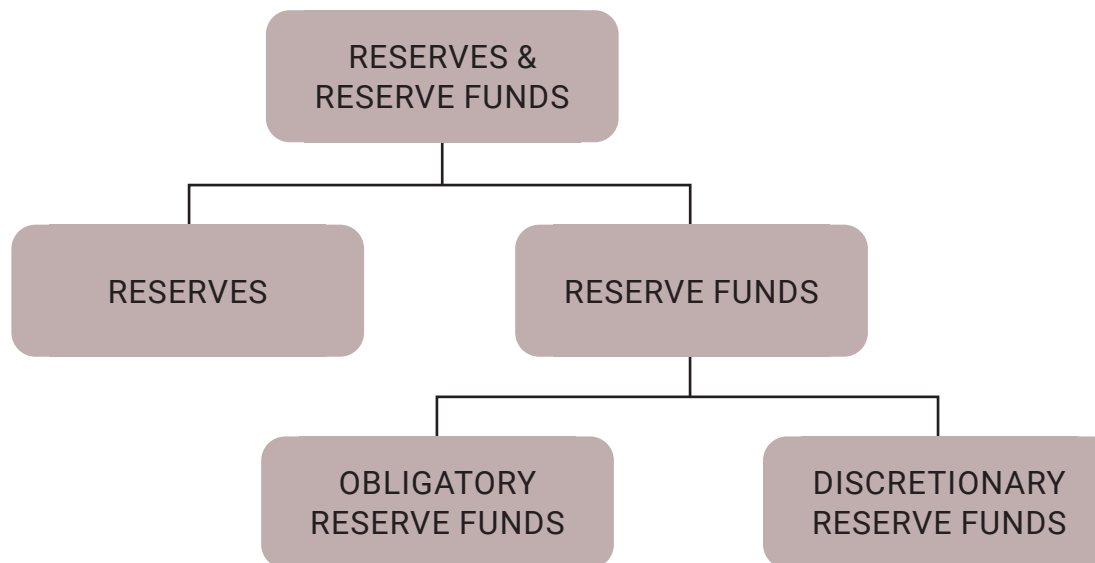 RESERVES &
RESERVE FUNDS
RESERVES
RESERVE FUNDS
OBLIGATORY
RESERVE FUNDS
DISCRETIONARY
RESERVE FUNDS